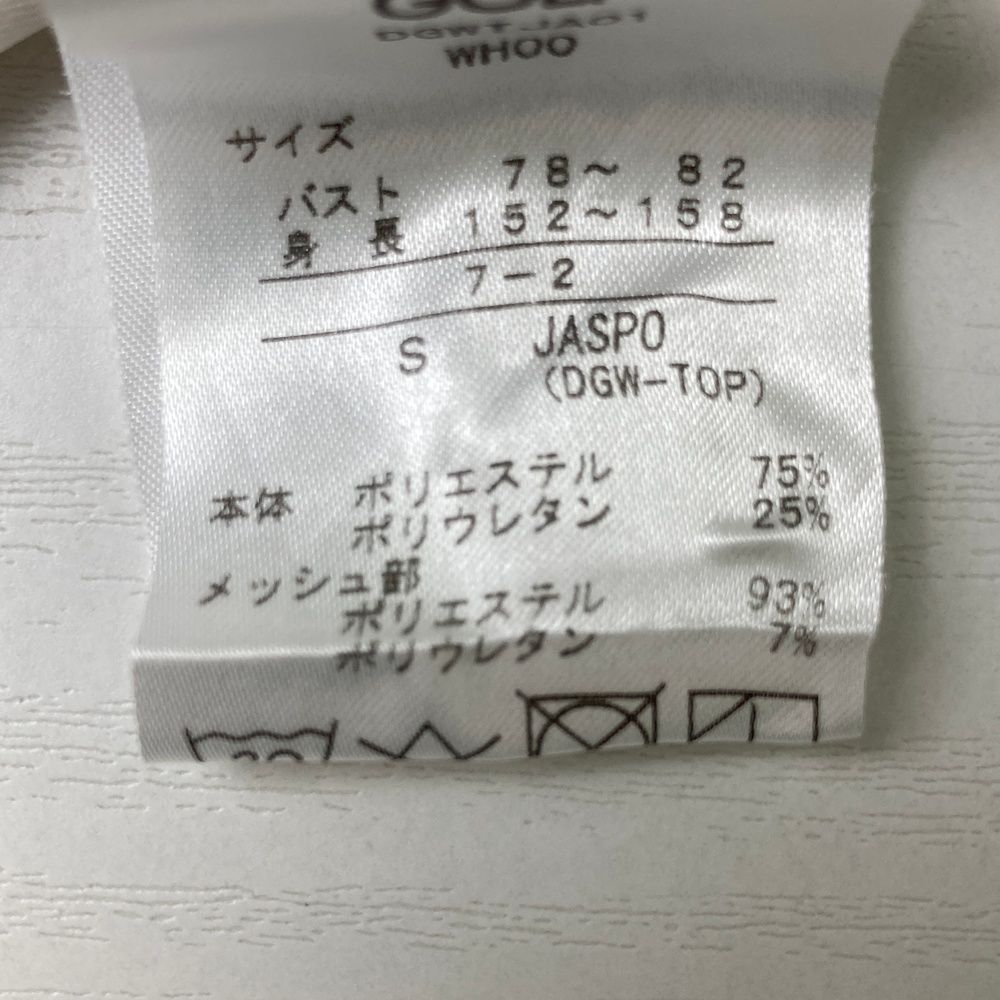 DGWTJA01
WH00
サイズ
バスト 78～ 82
身 長 152～158
7－2
S JASPO
(DGW-TOP)
本体 ポリエステル 75%
ポリウレタン 25%
メッシュ部
ポリエステル 93%
ポリウレタン 7%